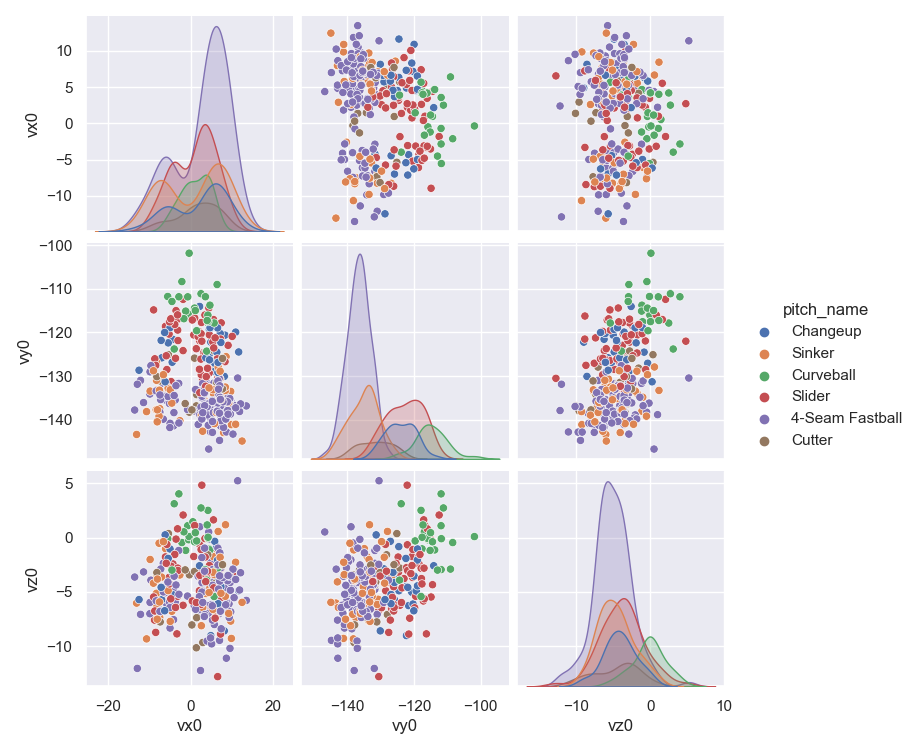 10
5
0
−5
−10
vx0
−100
−110
−120
−130
−140
vy0
5
0
−5
−10
vz0
−20 0 20
vx0
−140 −120 −100
vy0
−10 0 10
vz0
pitch_name
Changeup
Sinker
Curveball
Slider
4-Seam Fastball
Cutter